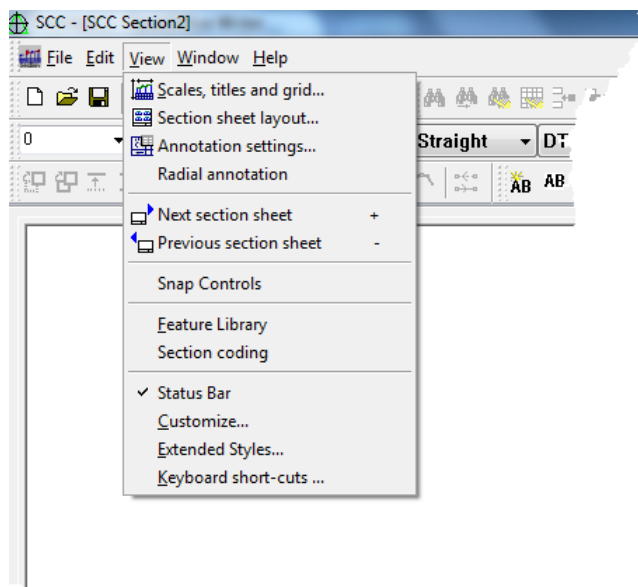 SCC - [SCC Section2]
File Edit View Window Help
Scales, titles and grid...
Section sheet layout...
0 Annotation settings... Straight DT
Radial annotation
AB AB
Next section sheet +
Previous section sheet -
Snap Controls
Feature Library
Section coding
✓ Status Bar
Customize...
Extended Styles...
Keyboard short-cuts ...